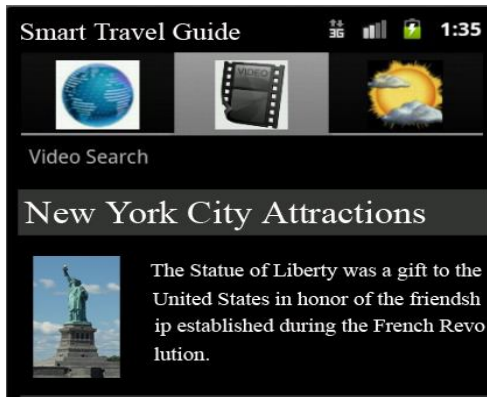 Smart Travel Guide
3G
1:35
VIDEO
Video Search
New York City Attractions
The Statue of Liberty was a gift to the
United States in honor of the friendsh
ip established during the French Revo
lution.